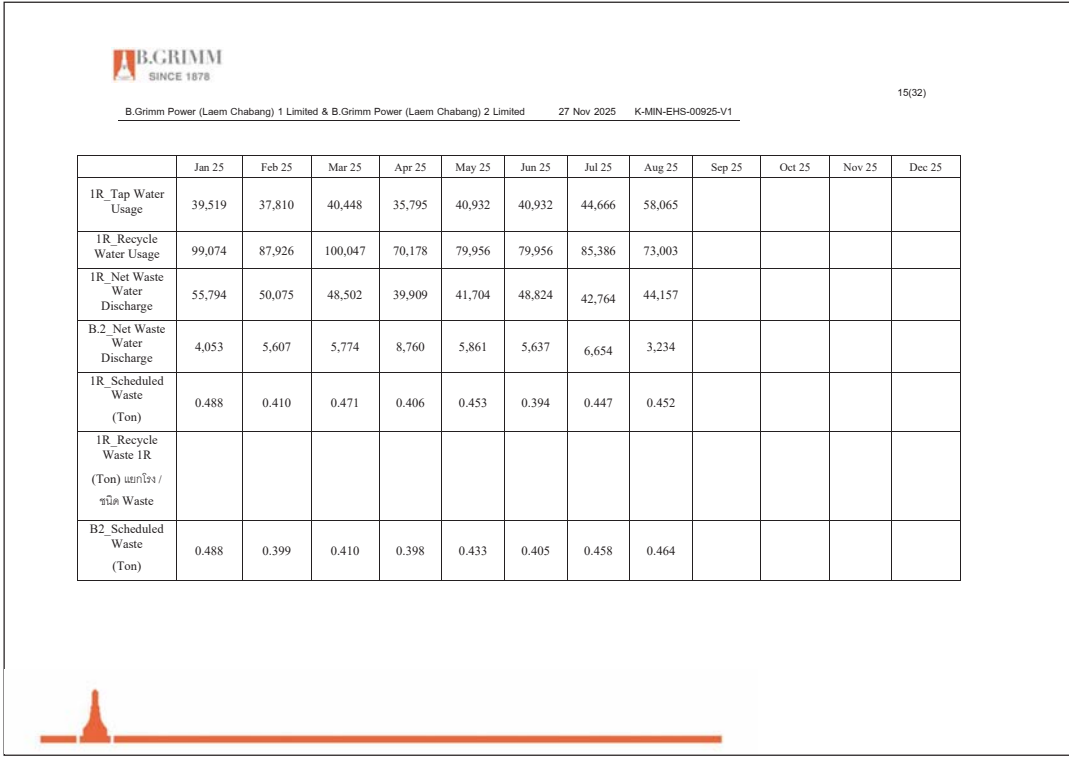 B.GRIMM
SINCE 1878
15(32)
B.Grimm Power (Laem Chabang) 1 Limited & B.Grimm Power (Laem Chabang) 2 Limited 27 Nov 2025 K-MIN-EHS-00925-V1
Jan 25 Feb 25 Mar 25 Apr 25 May 25 Jun 25 Jul 25 Aug 25 Sep 25 Oct 25 Nov 25 Dec 25
1R_Tap Water
Usage
39,519 37,810 40,448 35,795 40,932 40,932 44,666 58,065
1R_Recycle
Water Usage
99,074 87,926 100,047 70,178 79,956 79,956 85,386 73,003
1R_Net Waste
Water
Discharge
55,794 50,075 48,502 39,909 41,704 48,824 42,764 44,157
B.2_Net Waste
Water
Discharge
4,053 5,607 5,774 8,760 5,861 5,637 6,654 3,234
1R_Scheduled
Waste
(Ton)
0.488 0.410 0.471 0.406 0.453 0.394 0.447 0.452
1R_Recycle
Waste 1R
(Ton) แยกโรง /
ชนิด Waste
B2_Scheduled
Waste
(Ton)
0.488 0.399 0.410 0.398 0.433 0.405 0.458 0.464